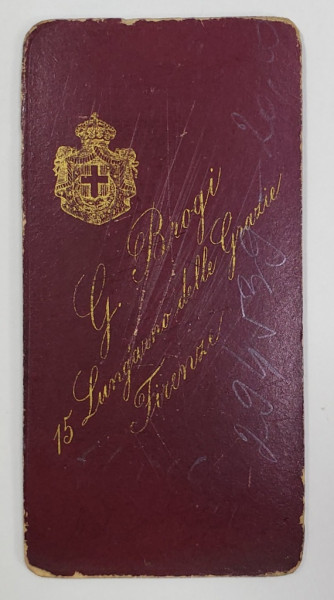 G. Brogi
15 Lungarno delle Grazie
Firenze